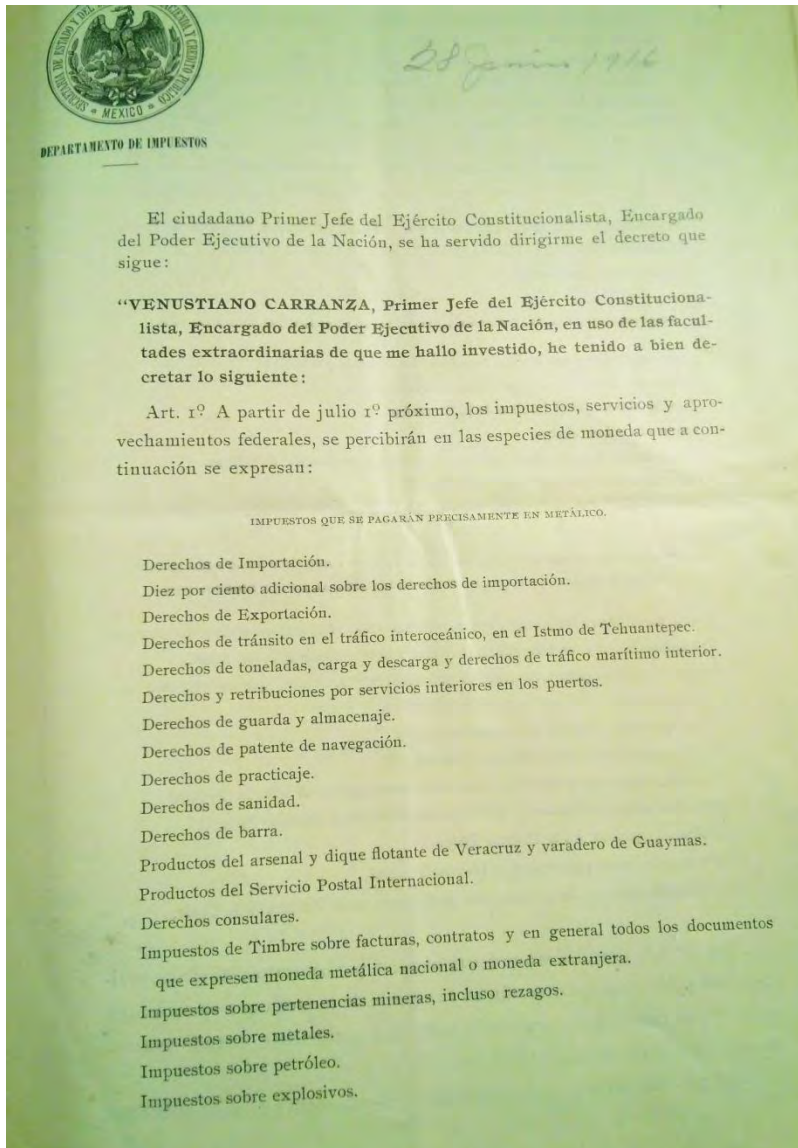 SECRETARIA DE ESTADO Y DEL HACIENDA Y CREDITO PUBLICO
* MEXICO *
28 junio 1916
DEPARTAMENTO DE IMPUESTOS
El ciudadano Primer Jefe del Ejército Constitucionalista, Encargado
del Poder Ejecutivo de la Nación, se ha servido dirigirme el decreto que
sigue:
“VENUSTIANO CARRANZA, Primer Jefe del Ejército Constituciona-
lista, Encargado del Poder Ejecutivo de la Nación, en uso de las facul-
tades extraordinarias de que me hallo investido, he tenido a bien de-
cretar lo siguiente:
Art. 1º A partir de julio 1º próximo, los impuestos, servicios y apro-
vechamientos federales, se percibirán en las especies de moneda que a con-
tinuación se expresan:
IMPUESTOS QUE SE PAGARÁN PRECISAMENTE EN METÁLICO.
Derechos de Importación.
Diez por ciento adicional sobre los derechos de importación.
Derechos de Exportación.
Derechos de tránsito en el tráfico interoceánico, en el Istmo de Tehuantepec.
Derechos de toneladas, carga y descarga y derechos de tráfico marítimo interior.
Derechos y retribuciones por servicios interiores en los puertos.
Derechos de guarda y almacenaje.
Derechos de patente de navegación.
Derechos de practicaje.
Derechos de sanidad.
Derechos de barra.
Productos del arsenal y dique flotante de Veracruz y varadero de Guaymas.
Productos del Servicio Postal Internacional.
Derechos consulares.
Impuestos de Timbre sobre facturas, contratos y en general todos los documentos
que expresen moneda metálica nacional o moneda extranjera.
Impuestos sobre pertenencias mineras, incluso rezagos.
Impuestos sobre metales.
Impuestos sobre petróleo.
Impuestos sobre explosivos.